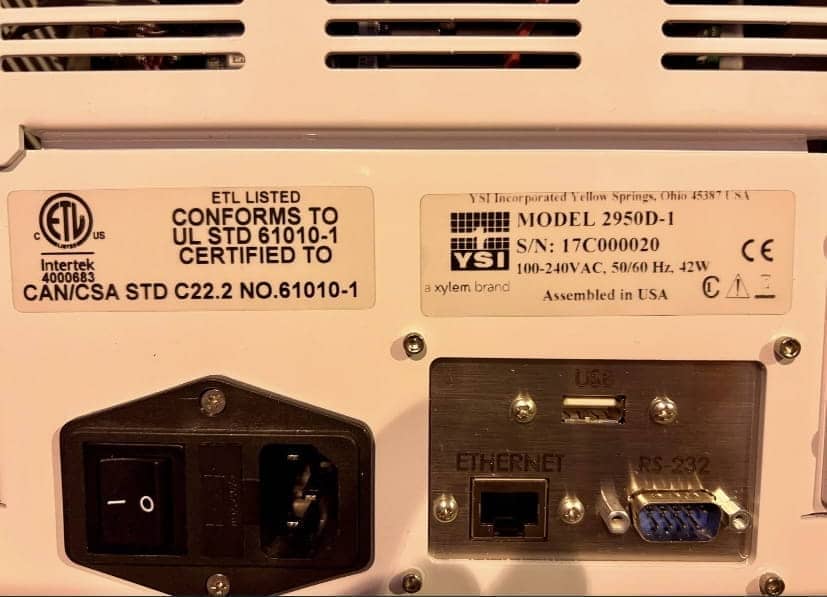 ETL LISTED
CONFORMS TO
UL STD 61010-1
CERTIFIED TO
ETL
LISTED
C US
Intertek
4000683
CAN/CSA STD C22.2 NO.61010-1
YSI Incorporated Yellow Springs, Ohio 45387 USA
MODEL 2950D-1
S/N: 17C000020
YSI
100-240VAC, 50/60 Hz, 42W
a xylem brand
Assembled in USA
CE
USB
ETHERNET
RS-232
I O